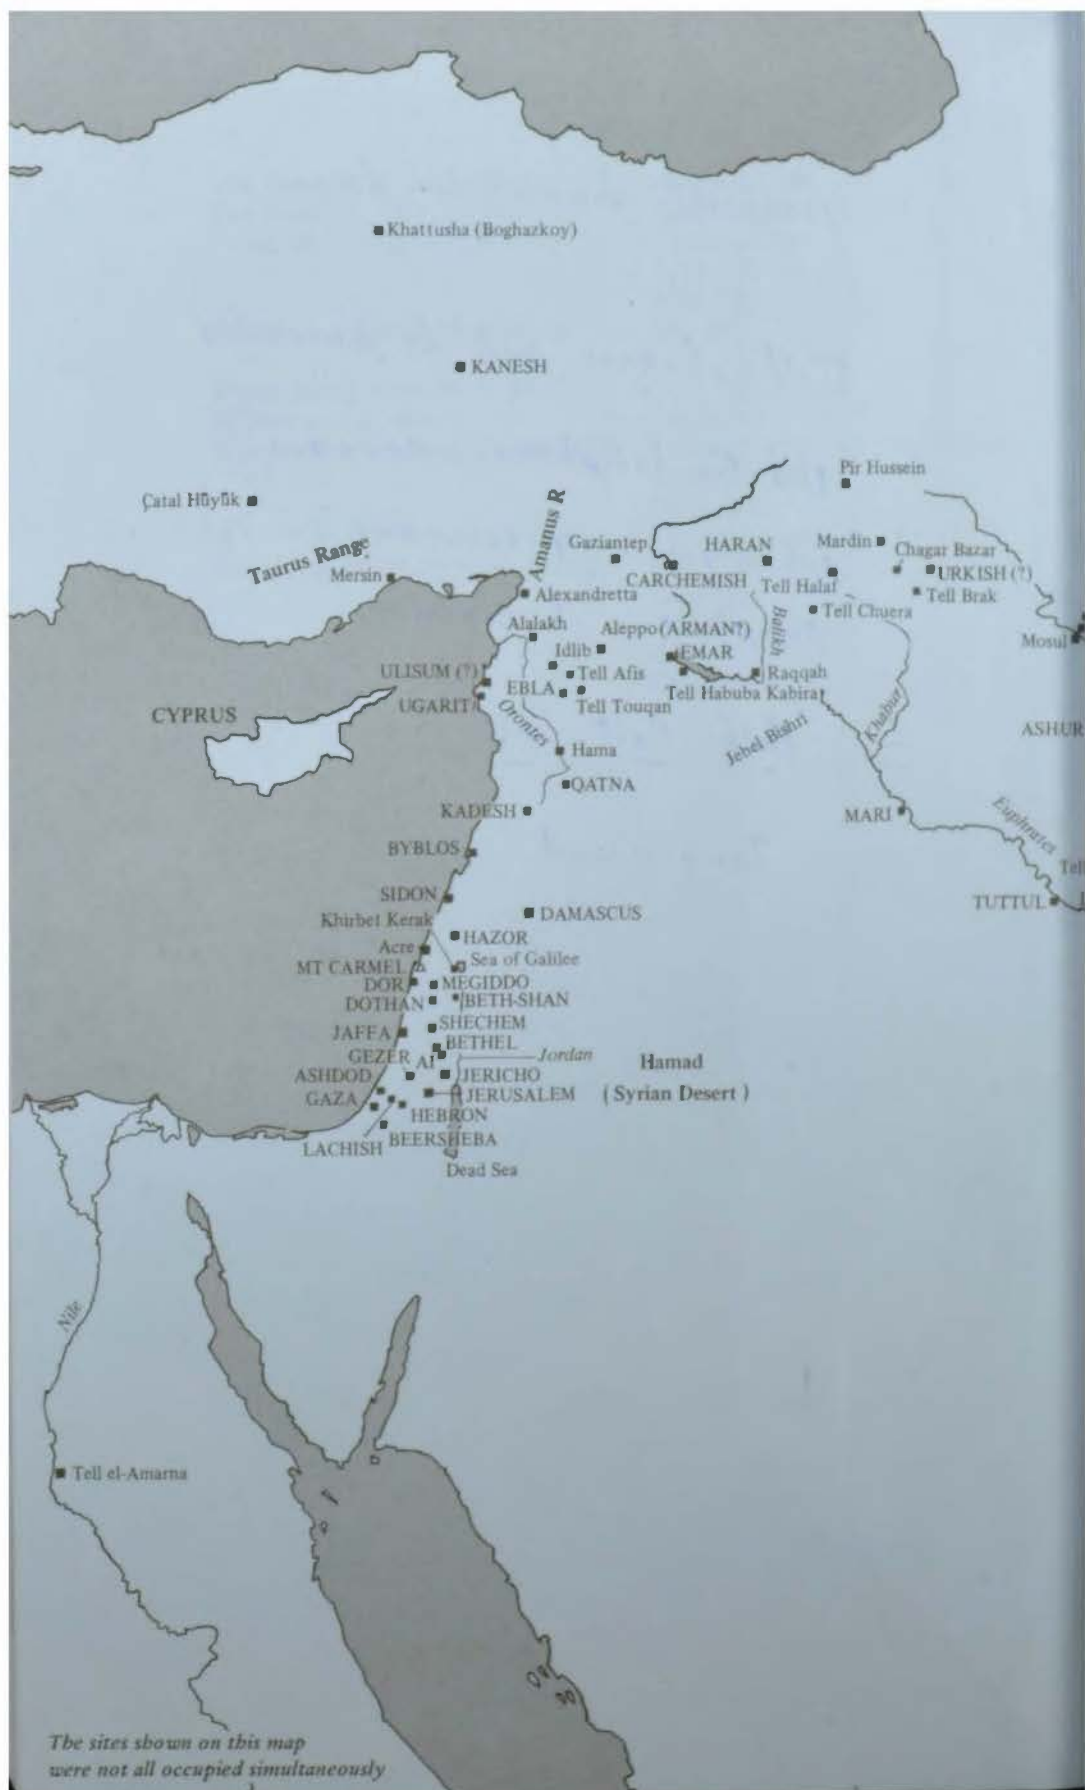 Khattusha (Boghazkoy)
KANESH
Pir Hussein
Çatal Hüyük
Amanus R
Taurus Range
Gaziantep
HARAN
Mardin
Chagar Bazar
Mersin
CARCHEMISH
Tell Halaf
URKISH (?)
Alexandretta
Tell Brak
Tell Chuera
Balikh
Alalakh
Aleppo (ARMAN?)
Mosul
Idlib
EMAR
ULISUM (?)
Tell Afis
Raqqah
EBLA
Tell Habuba Kabira
UGARIT
Tell Touqan
CYPRUS
Orontes
Khabur
Jebel Bishri
ASHUR
Hama
QATNA
KADESH
MARI
Euphrates
BYBLOS
Tell
SIDON
TUTTUL
DAMASCUS
Khirbet Kerak
HAZOR
Acre
Sea of Galilee
MT CARMEL
DOR
MEGIDDO
DOTHAN
BETH-SHAN
SHECHEM
JAFFA
BETHEL
GEZER
AI
Jordan
Hamad
ASHDOD
JERICHO
(Syrian Desert)
GAZA
JERUSALEM
HEBRON
LACHISH
BEERSHEBA
Dead Sea
Nile
Tell el-Amarna
The sites shown on this map
were not all occupied simultaneously